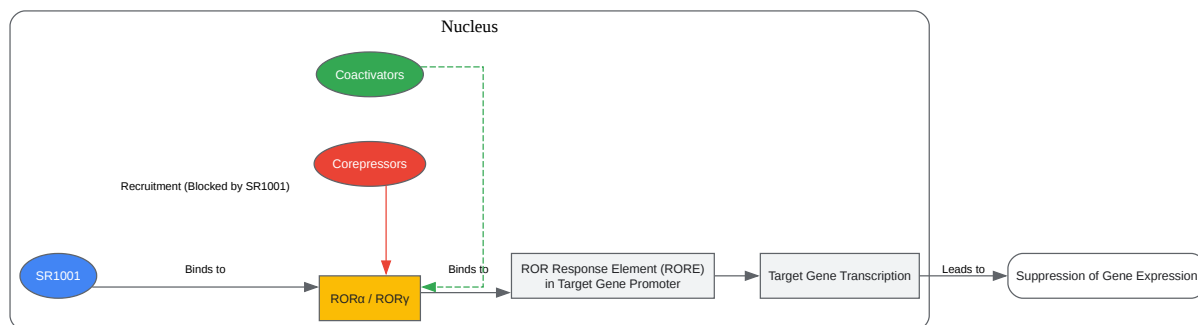 Nucleus
Coactivators
Corepressors
Recruitment (Blocked by SR1001)
SR1001
Binds to
RORα / RORγ
Binds to
ROR Response Element (RORE)
in Target Gene Promoter
Target Gene Transcription
Leads to
Suppression of Gene Expression